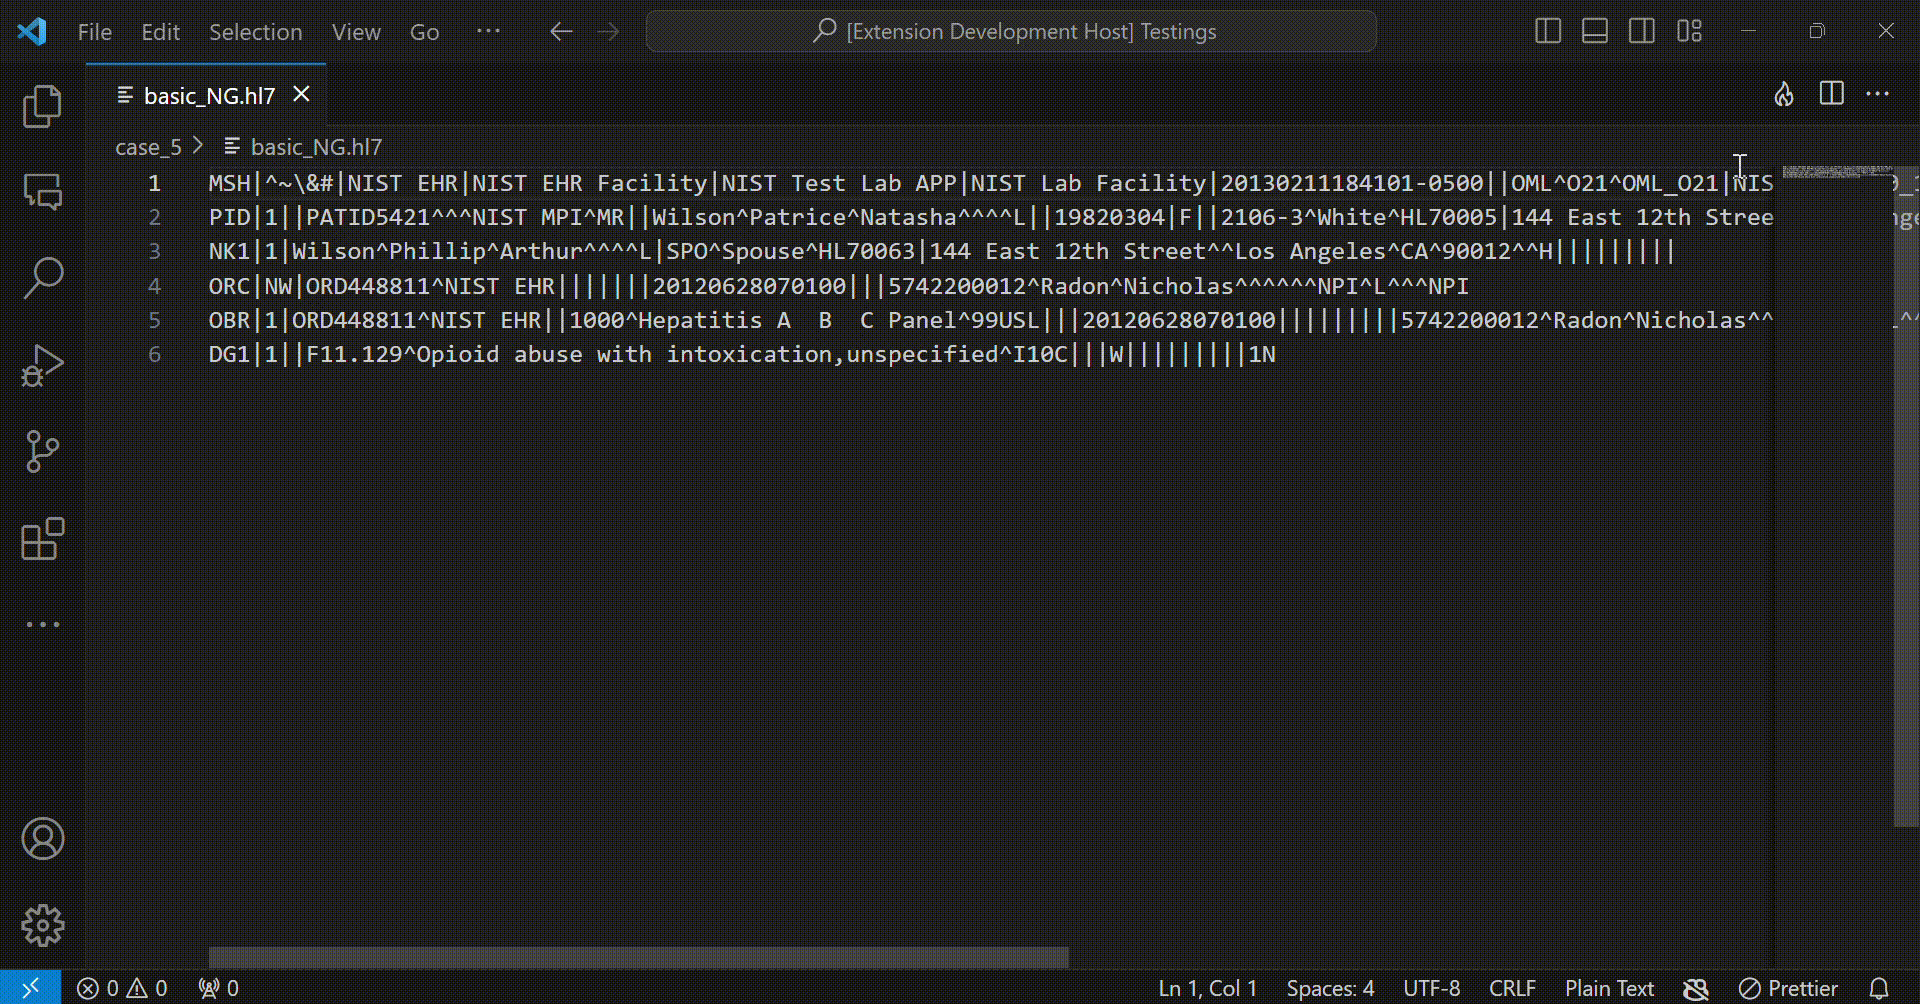 File Edit Selection View Go ··· [Extension Development Host] Testings
basic_NG.hl7
case_5 > basic_NG.hl7
1 MSH|^~\&#|NIST EHR|NIST EHR Facility|NIST Test Lab APP|NIST Lab Facility|20130211184101-0500||OML^O21^OML_O21|NIS
2 PID|1||PATID5421^^^NIST MPI^MR||Wilson^Patrice^Natasha^^^^L||19820304|F||2106-3^White^HL70005|144 East 12th Stree
3 NK1|1|Wilson^Phillip^Arthur^^^^L|SPO^Spouse^HL70063|144 East 12th Street^^Los Angeles^CA^90012^^H|||||||||
4 ORC|NW|ORD448811^NIST EHR|||||||20120628070100|||5742200012^Radon^Nicholas^^^^^^NPI^L^^^NPI
5 OBR|1|ORD448811^NIST EHR||1000^Hepatitis A  B  C Panel^99USL|||20120628070100|||||||||5742200012^Radon^Nicholas^^
6 DG1|1||F11.129^Opioid abuse with intoxication,unspecified^I10C|||W|||||||||1N
0 0 0 Ln 1, Col 1 Spaces: 4 UTF-8 CRLF Plain Text Prettier